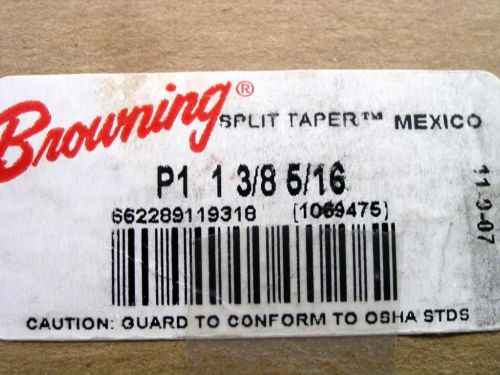 Browning®
SPLIT TAPER™ MEXICO
P1 1 3/8 5/16
662289119318 [1069475]
CAUTION: GUARD TO CONFORM TO OSHA STDS
11-9-07